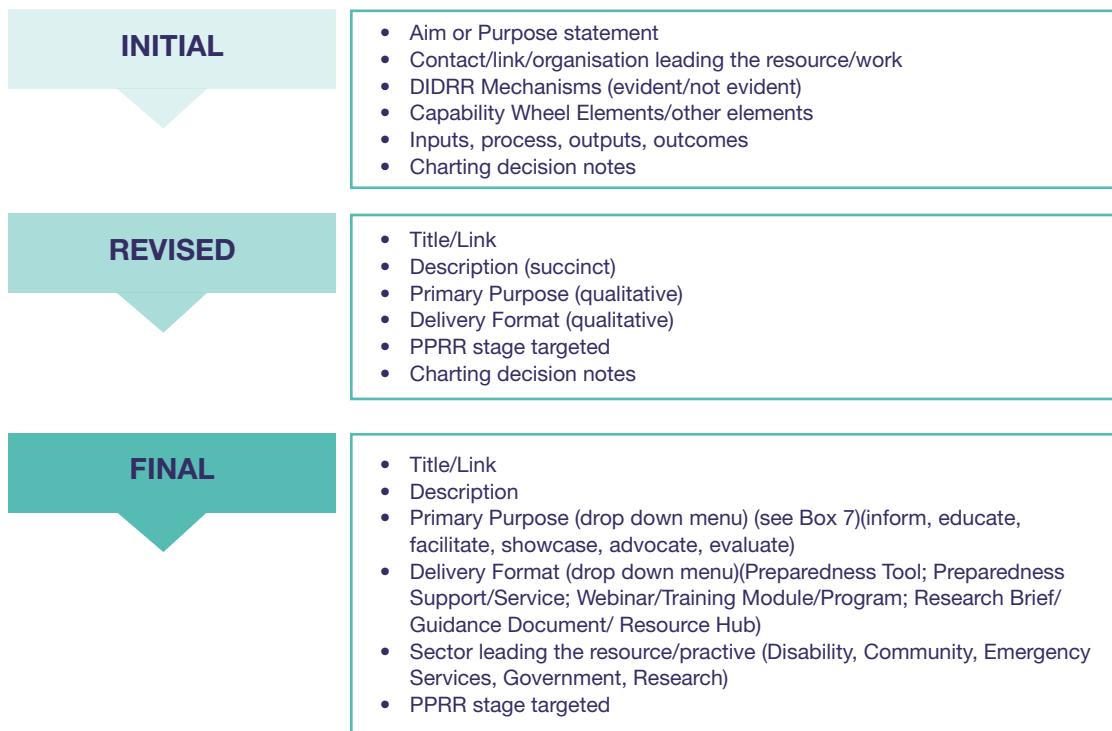 INITIAL
• Aim or Purpose statement
• Contact/link/organisation leading the resource/work
• DIDRR Mechanisms (evident/not evident)
• Capability Wheel Elements/other elements
• Inputs, process, outputs, outcomes
• Charting decision notes
REVISED
• Title/Link
• Description (succinct)
• Primary Purpose (qualitative)
• Delivery Format (qualitative)
• PPRR stage targeted
• Charting decision notes
FINAL
• Title/Link
• Description
• Primary Purpose (drop down menu) (see Box 7)(inform, educate,
facilitate, showcase, advocate, evaluate)
• Delivery Format (drop down menu)(Preparedness Tool; Preparedness
Support/Service; Webinar/Training Module/Program; Research Brief/
Guidance Document/ Resource Hub)
• Sector leading the resource/practive (Disability, Community, Emergency
Services, Government, Research)
• PPRR stage targeted